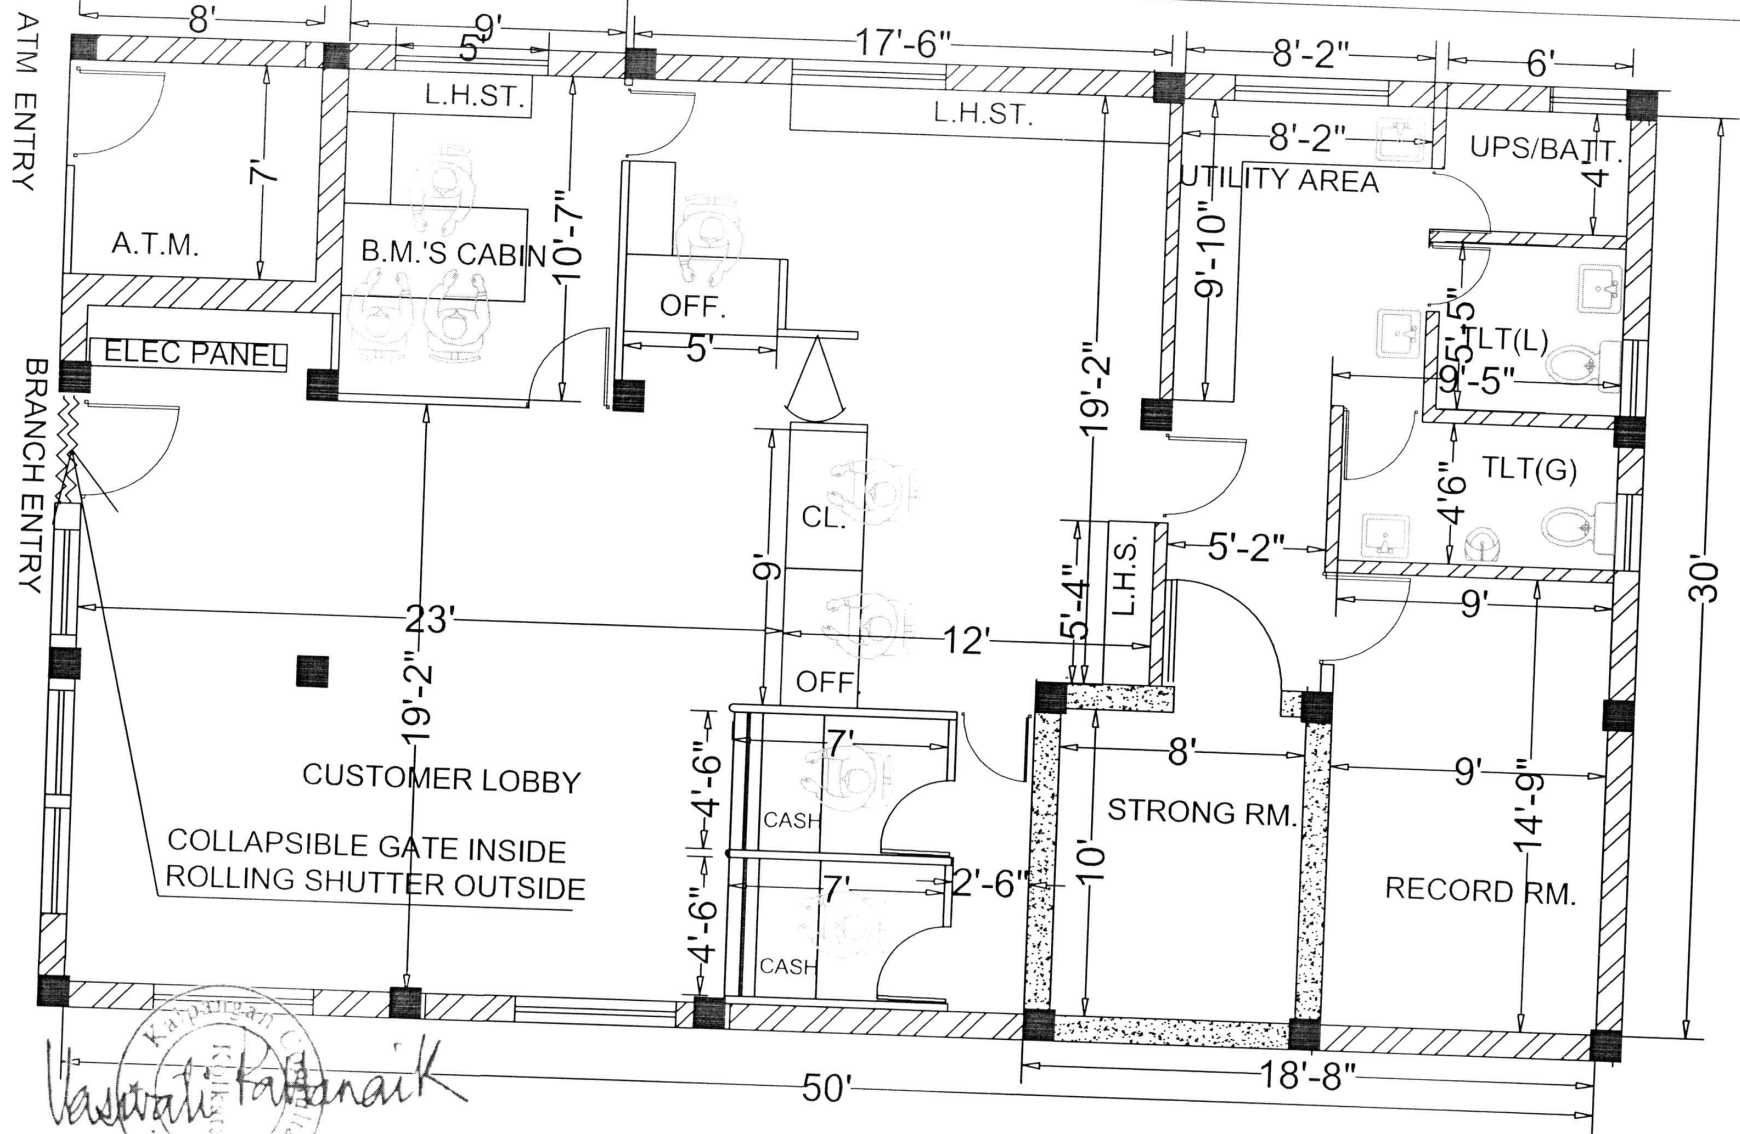 8'
9'
5'
17'-6"
8'-2"
6'
ATM ENTRY
L.H.ST.
L.H.ST.
8'-2"
UPS/BATT.
4'
7'
UTILITY AREA
A.T.M.
B.M.'S CABIN
10'-7"
9'-10"
OFF.
5'
ELEC PANEL
19'-2"
5'-5"
TLT(L)
9'-5"
BRANCH ENTRY
TLT(G)
4'6"
CL.
9'
5'-2"
L.H.S.
5'-4"
30'
9'
23'
12'
19'-2"
OFF.
7'
4'-6"
8'
9'
CUSTOMER LOBBY
CASH
STRONG RM.
14'-9"
COLLAPSIBLE GATE INSIDE
ROLLING SHUTTER OUTSIDE
10'
7'
2'-6"
RECORD RM.
4'-6"
CASH
18'-8"
50'
Kolkata